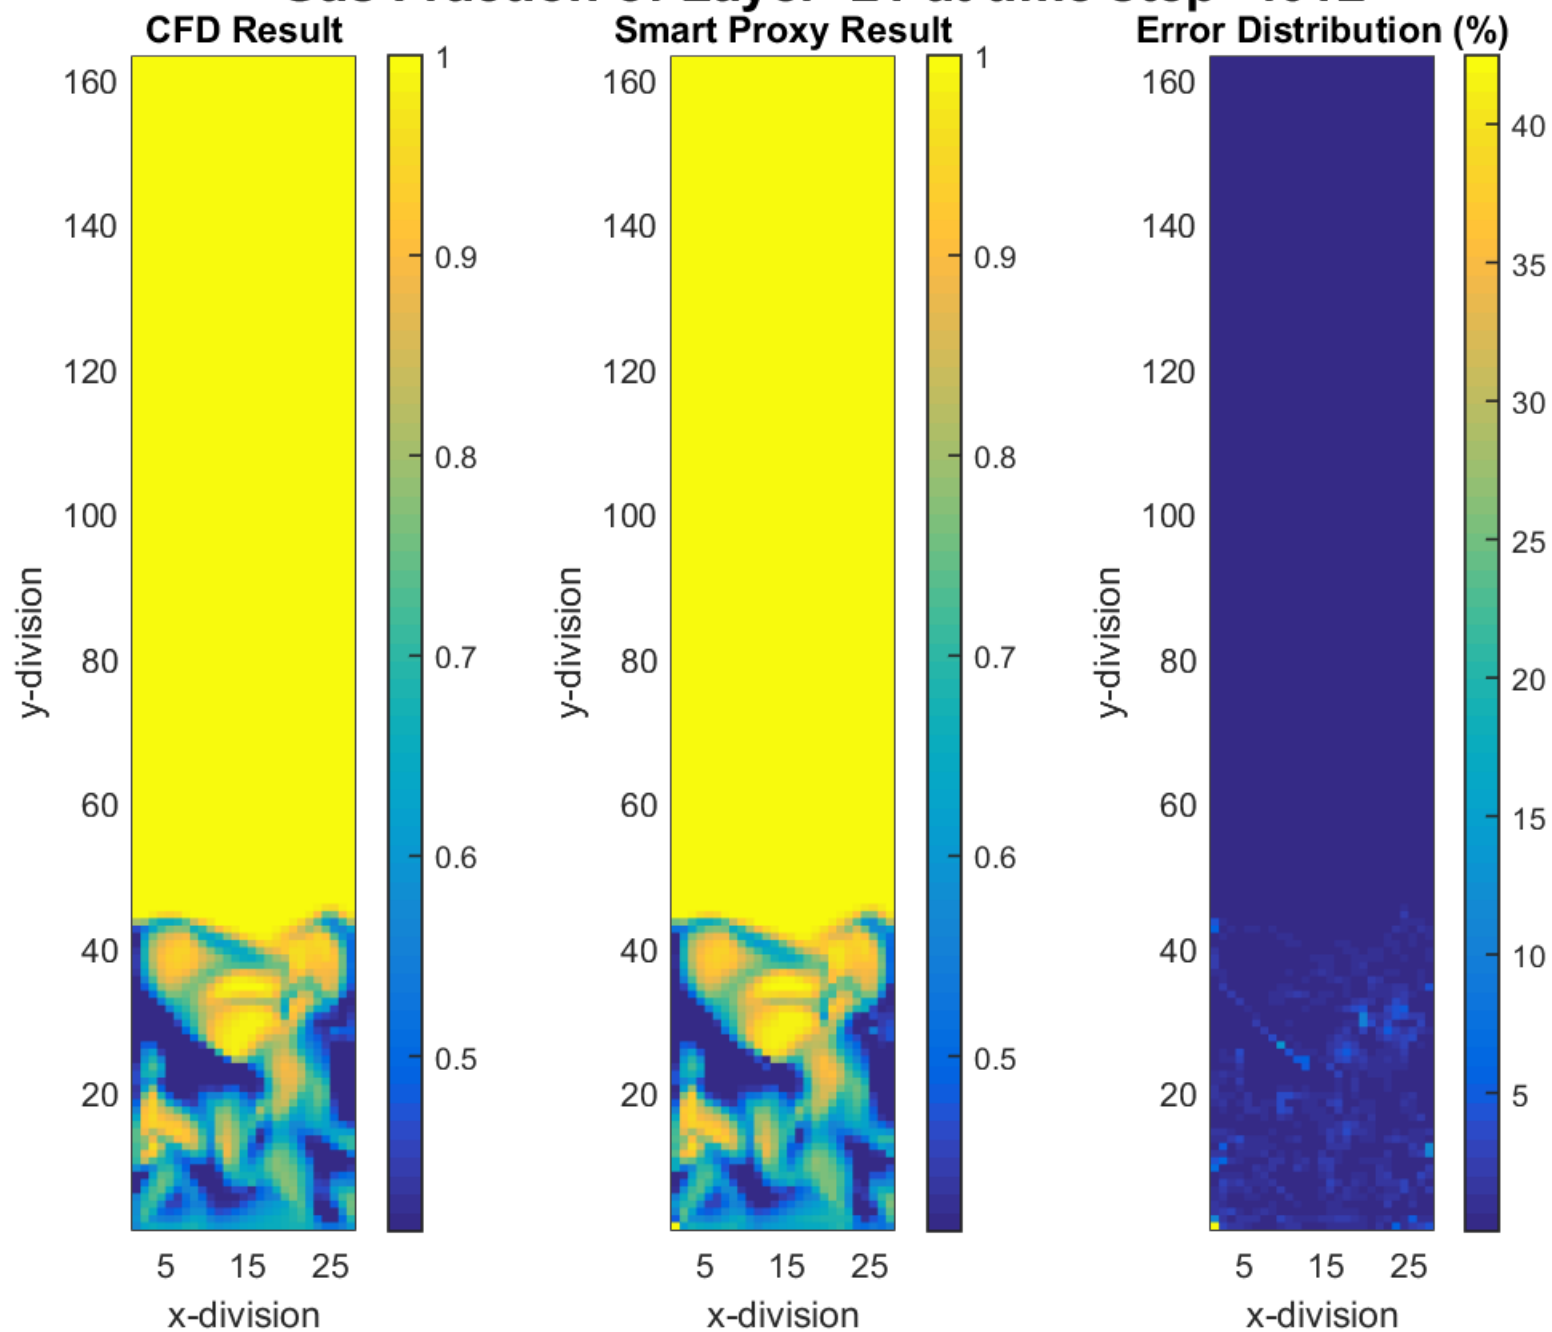 CFD Result Smart Proxy Result Error Distribution (%)
160 1 160 1 160
40
140 140 140
0.9 0.9 35
120 120 120 30
0.8 0.8
100 100 100 25
y-division y-division y-division
80 0.7 80 0.7 80 20
60 0.6 60 0.6 60 15
40 40 40 10
0.5 0.5
20 20 20 5
5 15 25 5 15 25 5 15 25
x-division x-division x-division